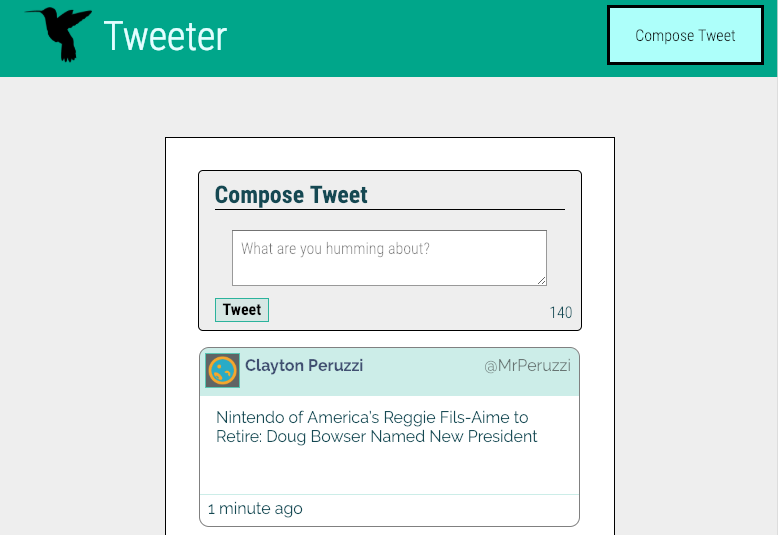 Tweeter
Compose Tweet
Compose Tweet
What are you humming about?
Tweet
140
Clayton Peruzzi
@MrPeruzzi
Nintendo of America's Reggie Fils-Aime to
Retire: Doug Bowser Named New President
1 minute ago